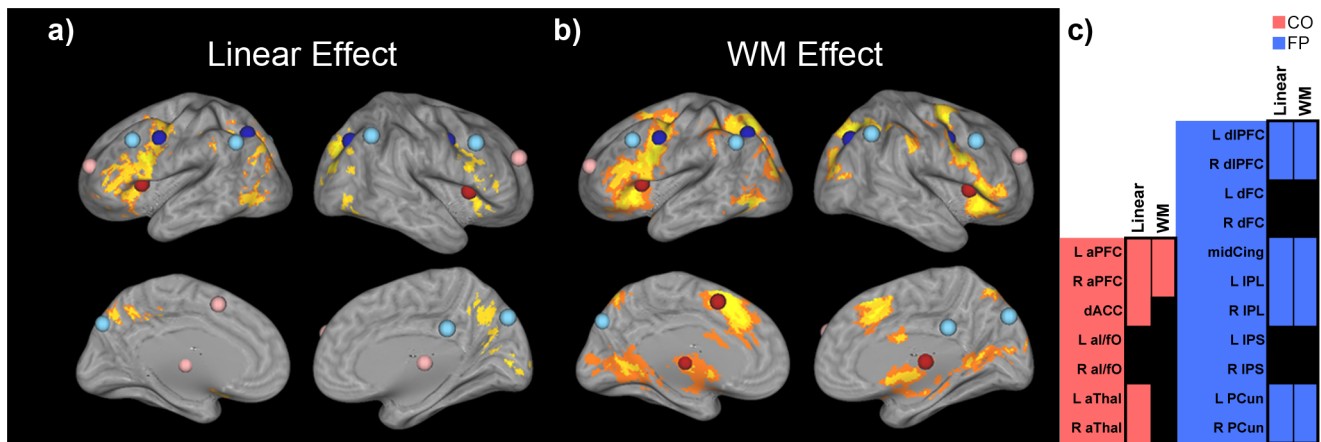 a)
Linear Effect
b)
WM Effect
c)
CO
FP
Linear
WM
L dlPFC
R dlPFC
L dFC
R dFC
midCing
L IPL
R IPL
L IPS
R IPS
L PCun
R PCun
Linear
WM
L aPFC
R aPFC
dACC
L aI/fO
R aI/fO
L aThal
R aThal